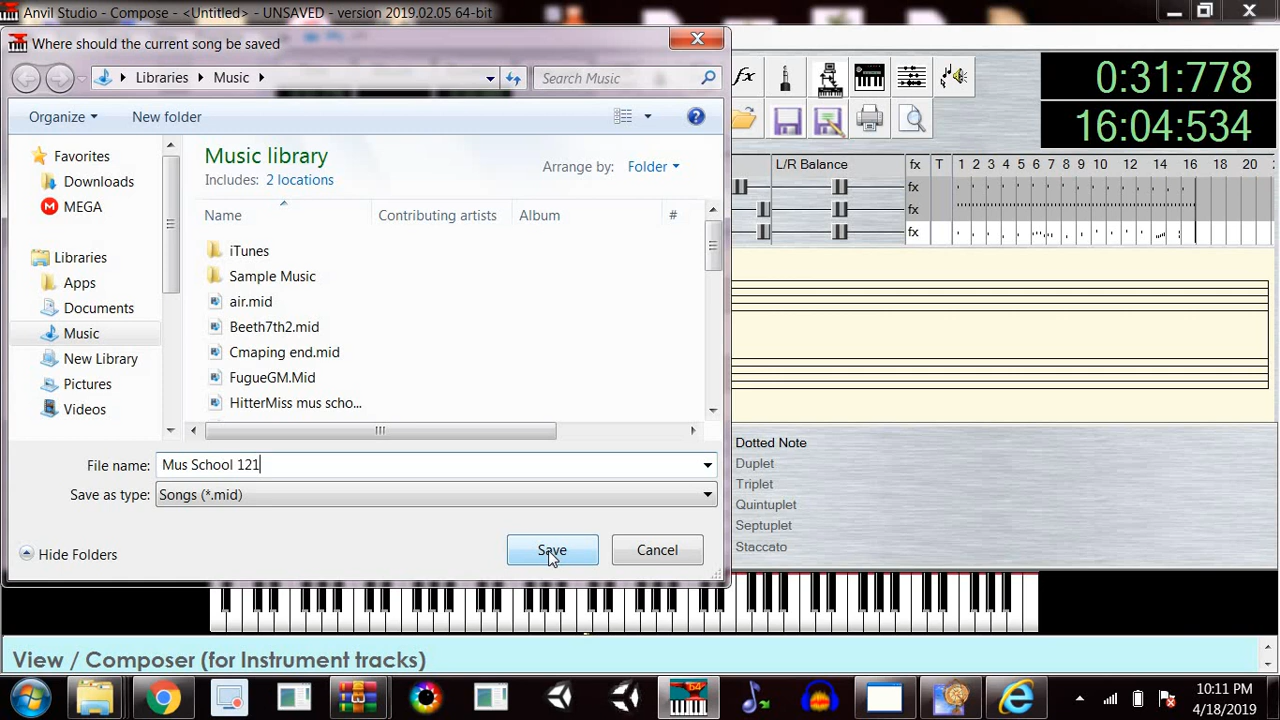 Anvil Studio - Compose - <Untitled> - UNSAVED - version 2019.02.05 64-bit
Where should the current song be saved
Libraries Music
Search Music
Organize New folder
Music library
Includes: 2 locations
Arrange by: Folder
Name Contributing artists Album #
Favorites
Downloads
MEGA
Libraries
Apps
Documents
Music
New Library
Pictures
Videos
iTunes
Sample Music
air.mid
Beeth7th2.mid
Cmaping end.mid
FugueGM.Mid
HitterMiss mus scho...
File name: Mus School 121
Save as type: Songs (*.mid)
Hide Folders
Save Cancel
fx
0:31:778
16:04:534
L/R Balance fx T 1 2 3 4 5 6 7 8 9 10 12 14 16 18 20
fx
fx
fx
Dotted Note
Duplet
Triplet
Quintuplet
Septuplet
Staccato
View / Composer (for Instrument tracks)
64
10:11 PM
4/18/2019